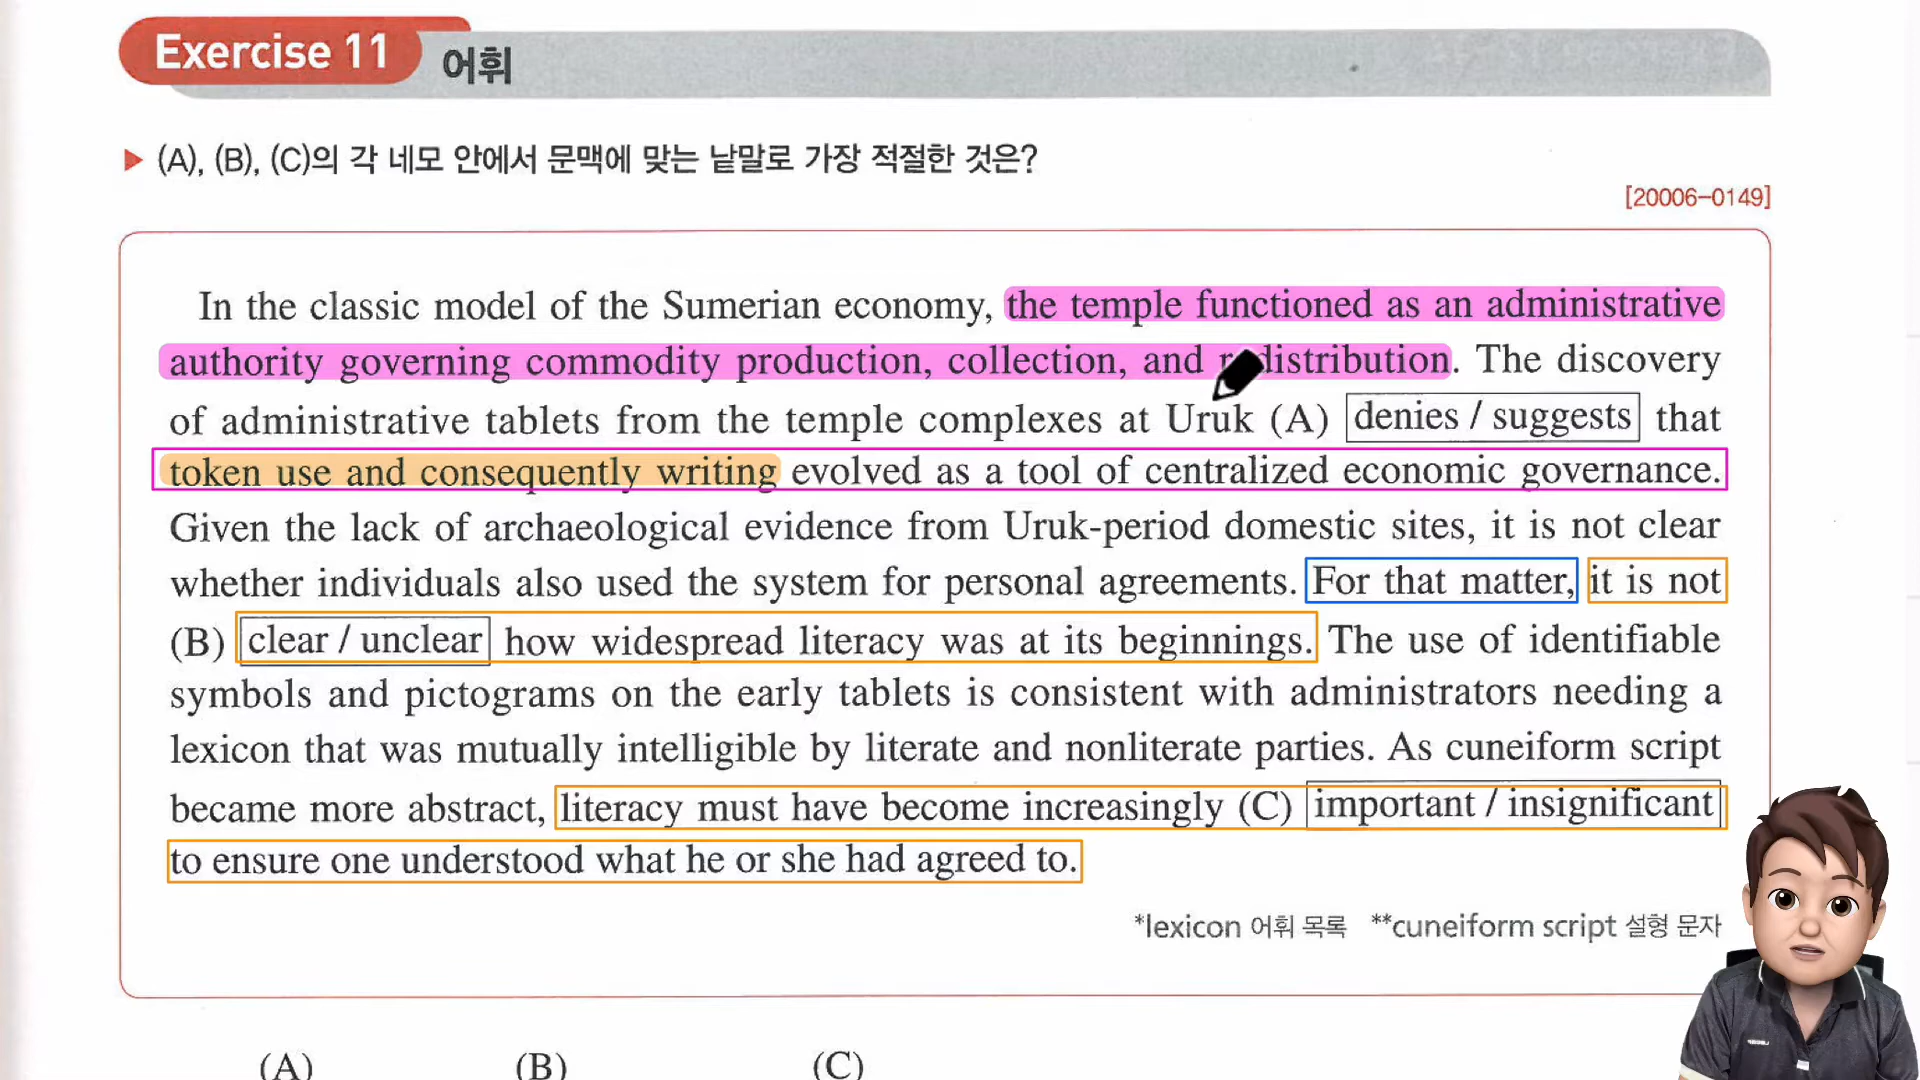 Exercise 11 어휘
▶ (A), (B), (C)의 각 네모 안에서 문맥에 맞는 낱말로 가장 적절한 것은?
[20006-0149]
In the classic model of the Sumerian economy, the temple functioned as an administrative
authority governing commodity production, collection, and redistribution. The discovery
of administrative tablets from the temple complexes at Uruk (A) denies / suggests that
token use and consequently writing evolved as a tool of centralized economic governance.
Given the lack of archaeological evidence from Uruk-period domestic sites, it is not clear
whether individuals also used the system for personal agreements. For that matter, it is not
(B) clear / unclear how widespread literacy was at its beginnings. The use of identifiable
symbols and pictograms on the early tablets is consistent with administrators needing a
lexicon that was mutually intelligible by literate and nonliterate parties. As cuneiform script
became more abstract, literacy must have become increasingly (C) important / insignificant
to ensure one understood what he or she had agreed to.
*lexicon 어휘 목록 **cuneiform script 설형 문자
(A) (B) (C)